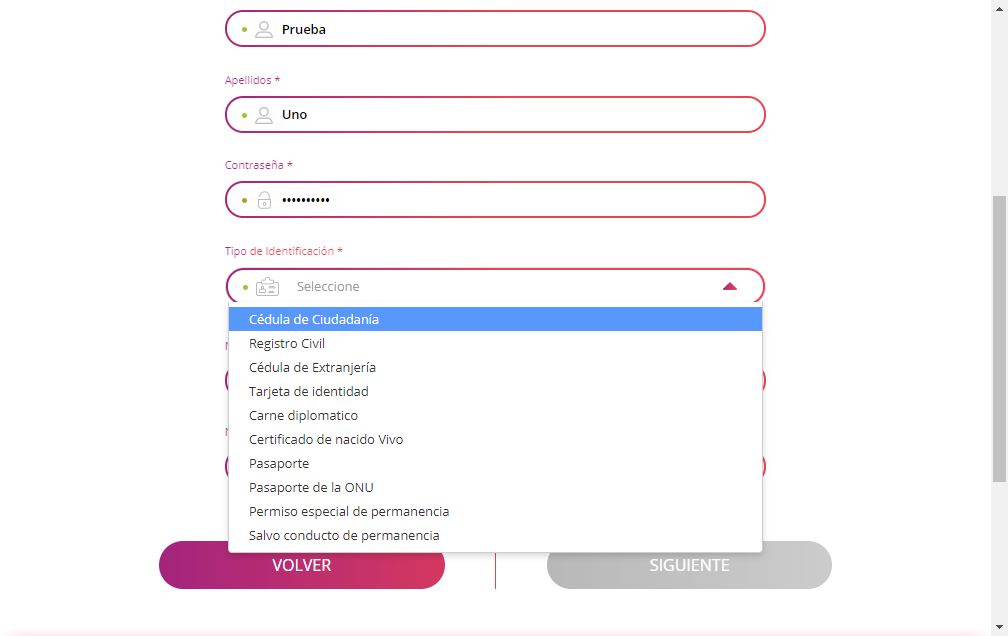 Prueba
Apellidos *
Uno
Contraseña *
••••••••••
Tipo de Identificación *
Seleccione
Cédula de Ciudadanía
Registro Civil
Cédula de Extranjería
Tarjeta de identidad
Carne diplomatico
Certificado de nacido Vivo
Pasaporte
Pasaporte de la ONU
Permiso especial de permanencia
Salvo conducto de permanencia
VOLVER
SIGUIENTE